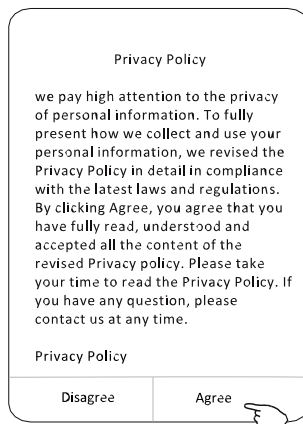 Privacy Policy
we pay high attention to the privacy
of personal information. To fully
present how we collect and use your
personal information, we revised the
Privacy Policy in detail in compliance
with the latest laws and regulations.
By clicking Agree, you agree that you
have fully read, understood and
accepted all the content of the
revised Privacy policy. Please take
your time to read the Privacy Policy. If
you have any question, please
contact us at any time.
Privacy Policy
Disagree
Agree